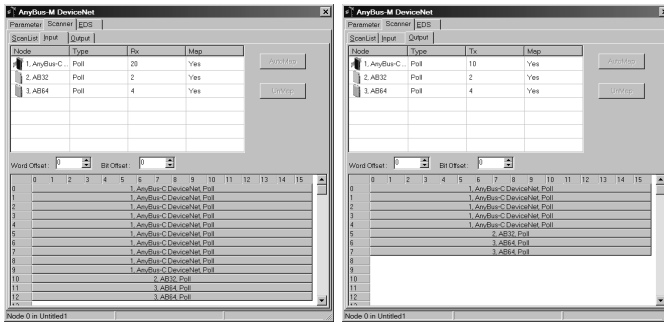 AnyBus-M DeviceNet
Parameter Scanner EDS
ScanList Input Output
Node Type Rx Map
1, AnyBus-C ... Poll 20 Yes
2, AB32 Poll 2 Yes
3, AB64 Poll 4 Yes
AutoMap
UnMap
Word Offset: 0 Bit Offset: 0
0 1 2 3 4 5 6 7 8 9 10 11 12 13 14 15
0 1, AnyBus-C DeviceNet, Poll
1 1, AnyBus-C DeviceNet, Poll
2 1, AnyBus-C DeviceNet, Poll
3 1, AnyBus-C DeviceNet, Poll
4 1, AnyBus-C DeviceNet, Poll
5 1, AnyBus-C DeviceNet, Poll
6 1, AnyBus-C DeviceNet, Poll
7 1, AnyBus-C DeviceNet, Poll
8 1, AnyBus-C DeviceNet, Poll
9 1, AnyBus-C DeviceNet, Poll
10 2, AB32, Poll
11 3, AB64, Poll
12 3, AB64, Poll
Node 0 in Untitled1
AnyBus-M DeviceNet
Parameter Scanner EDS
ScanList Input Output
Node Type Tx Map
1, AnyBus-C ... Poll 10 Yes
2, AB32 Poll 2 Yes
3, AB64 Poll 4 Yes
AutoMap
UnMap
Word Offset: 0 Bit Offset: 0
0 1 2 3 4 5 6 7 8 9 10 11 12 13 14 15
0 1, AnyBus-C DeviceNet, Poll
1 1, AnyBus-C DeviceNet, Poll
2 1, AnyBus-C DeviceNet, Poll
3 1, AnyBus-C DeviceNet, Poll
4 1, AnyBus-C DeviceNet, Poll
5 2, AB32, Poll
6 3, AB64, Poll
7 3, AB64, Poll
8
9
10
11
12
Node 0 in Untitled1